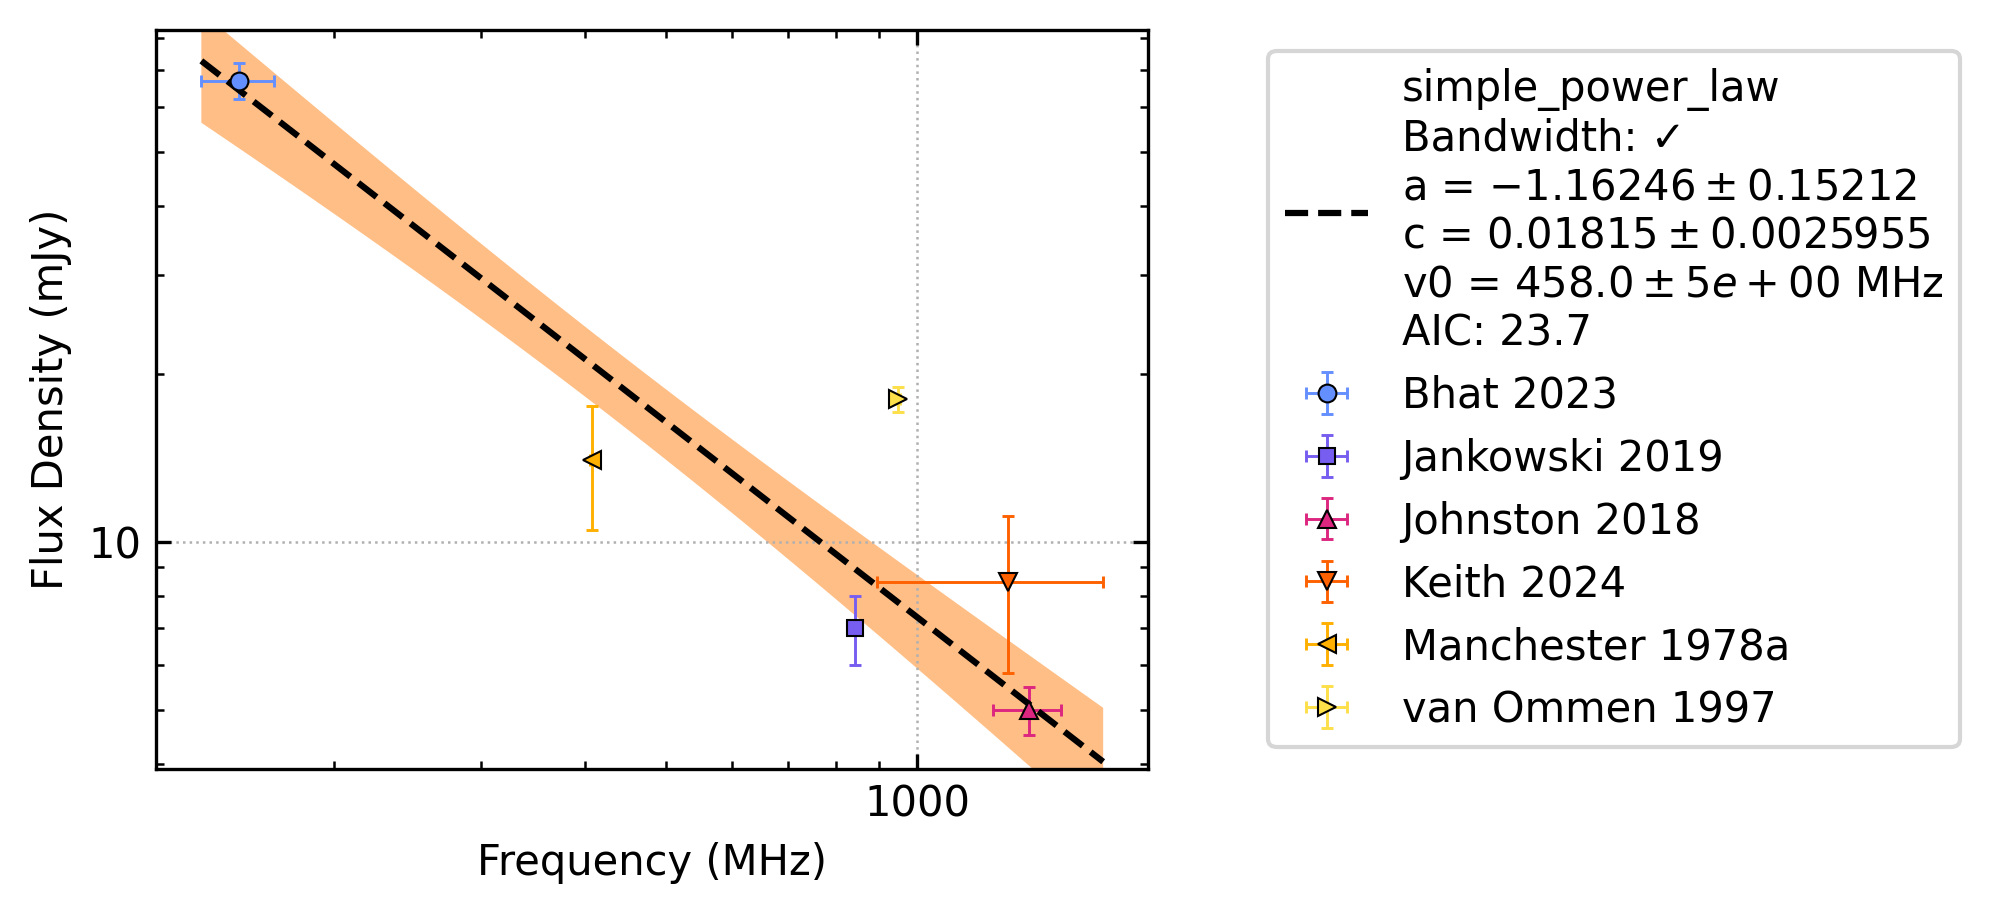 Flux Density (mJy)
10
1000
Frequency (MHz)
simple_power_law
Bandwidth: ✓
a = −1.16246 ± 0.15212
c = 0.01815 ± 0.0025955
v0 = 458.0 ± 5e + 00 MHz
AIC: 23.7
Bhat 2023
Jankowski 2019
Johnston 2018
Keith 2024
Manchester 1978a
van Ommen 1997